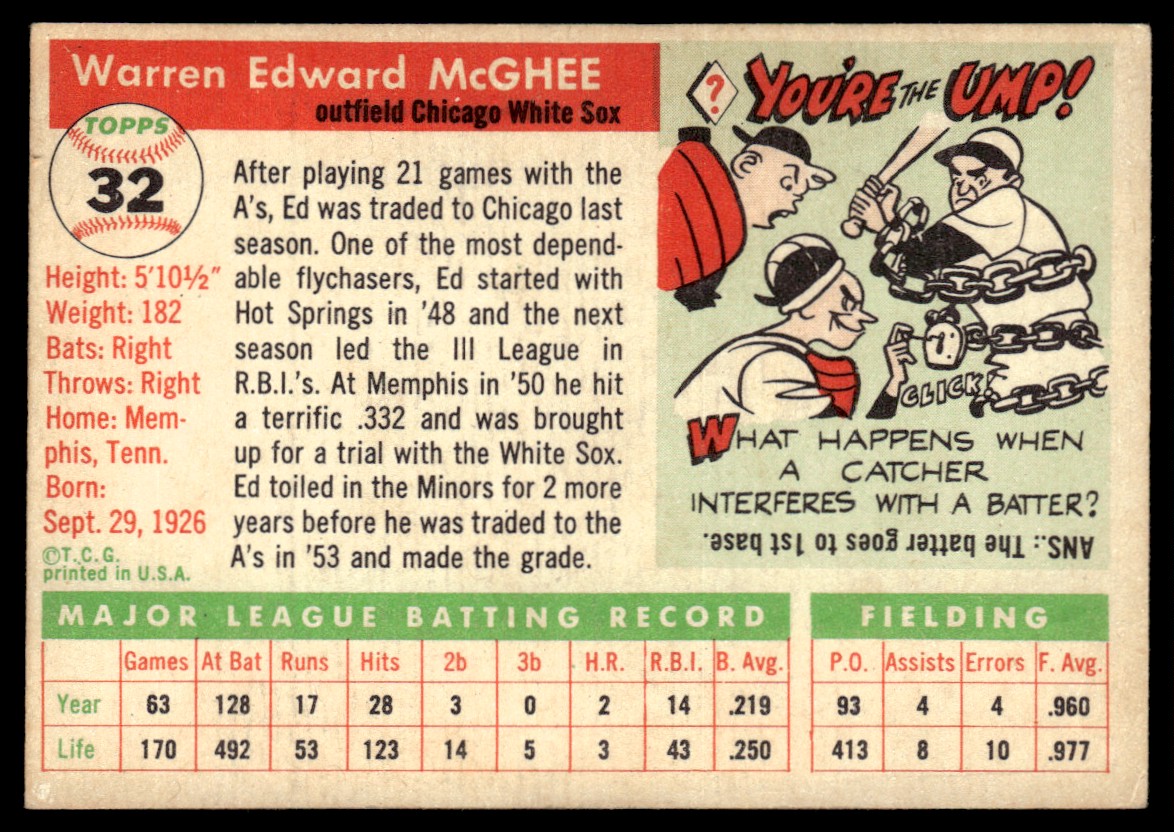 Warren Edward McGHEE
outfield Chicago White Sox
TOPPS
32
Height: 5'10½"
Weight: 182
Bats: Right
Throws: Right
Home: Mem-
phis, Tenn.
Born:
Sept. 29, 1926
©T.C.G.
printed in U.S.A.
After playing 21 games with the
A's, Ed was traded to Chicago last
season. One of the most depend-
able flychasers, Ed started with
Hot Springs in '48 and the next
season led the III League in
R.B.I.'s. At Memphis in '50 he hit
a terrific .332 and was brought
up for a trial with the White Sox.
Ed toiled in the Minors for 2 more
years before he was traded to the
A's in '53 and made the grade.
? YOU'RE THE UMP!
CLICK!
WHAT HAPPENS WHEN
A CATCHER
INTERFERES WITH A BATTER?
ANS.: The batter goes to 1st base.
MAJOR LEAGUE BATTING RECORD
Games At Bat Runs Hits 2b 3b H.R. R.B.I. B. Avg.
Year 63 128 17 28 3 0 2 14 .219
Life 170 492 53 123 14 5 3 43 .250
FIELDING
P.O. Assists Errors F. Avg.
93 4 4 .960
413 8 10 .977